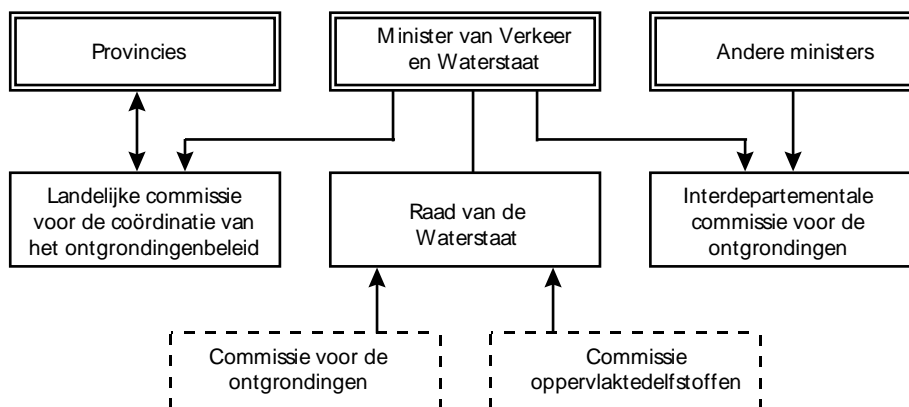 Provincies
Minister van Verkeer
en Waterstaat
Andere ministers
Landelijke commissie
voor de coördinatie van
het ontgrondingenbeleid
Raad van de
Waterstaat
Interdepartementale
commissie voor de
ontgrondingen
Commissie voor de
ontgrondingen
Commissie
oppervlaktedelfstoffen